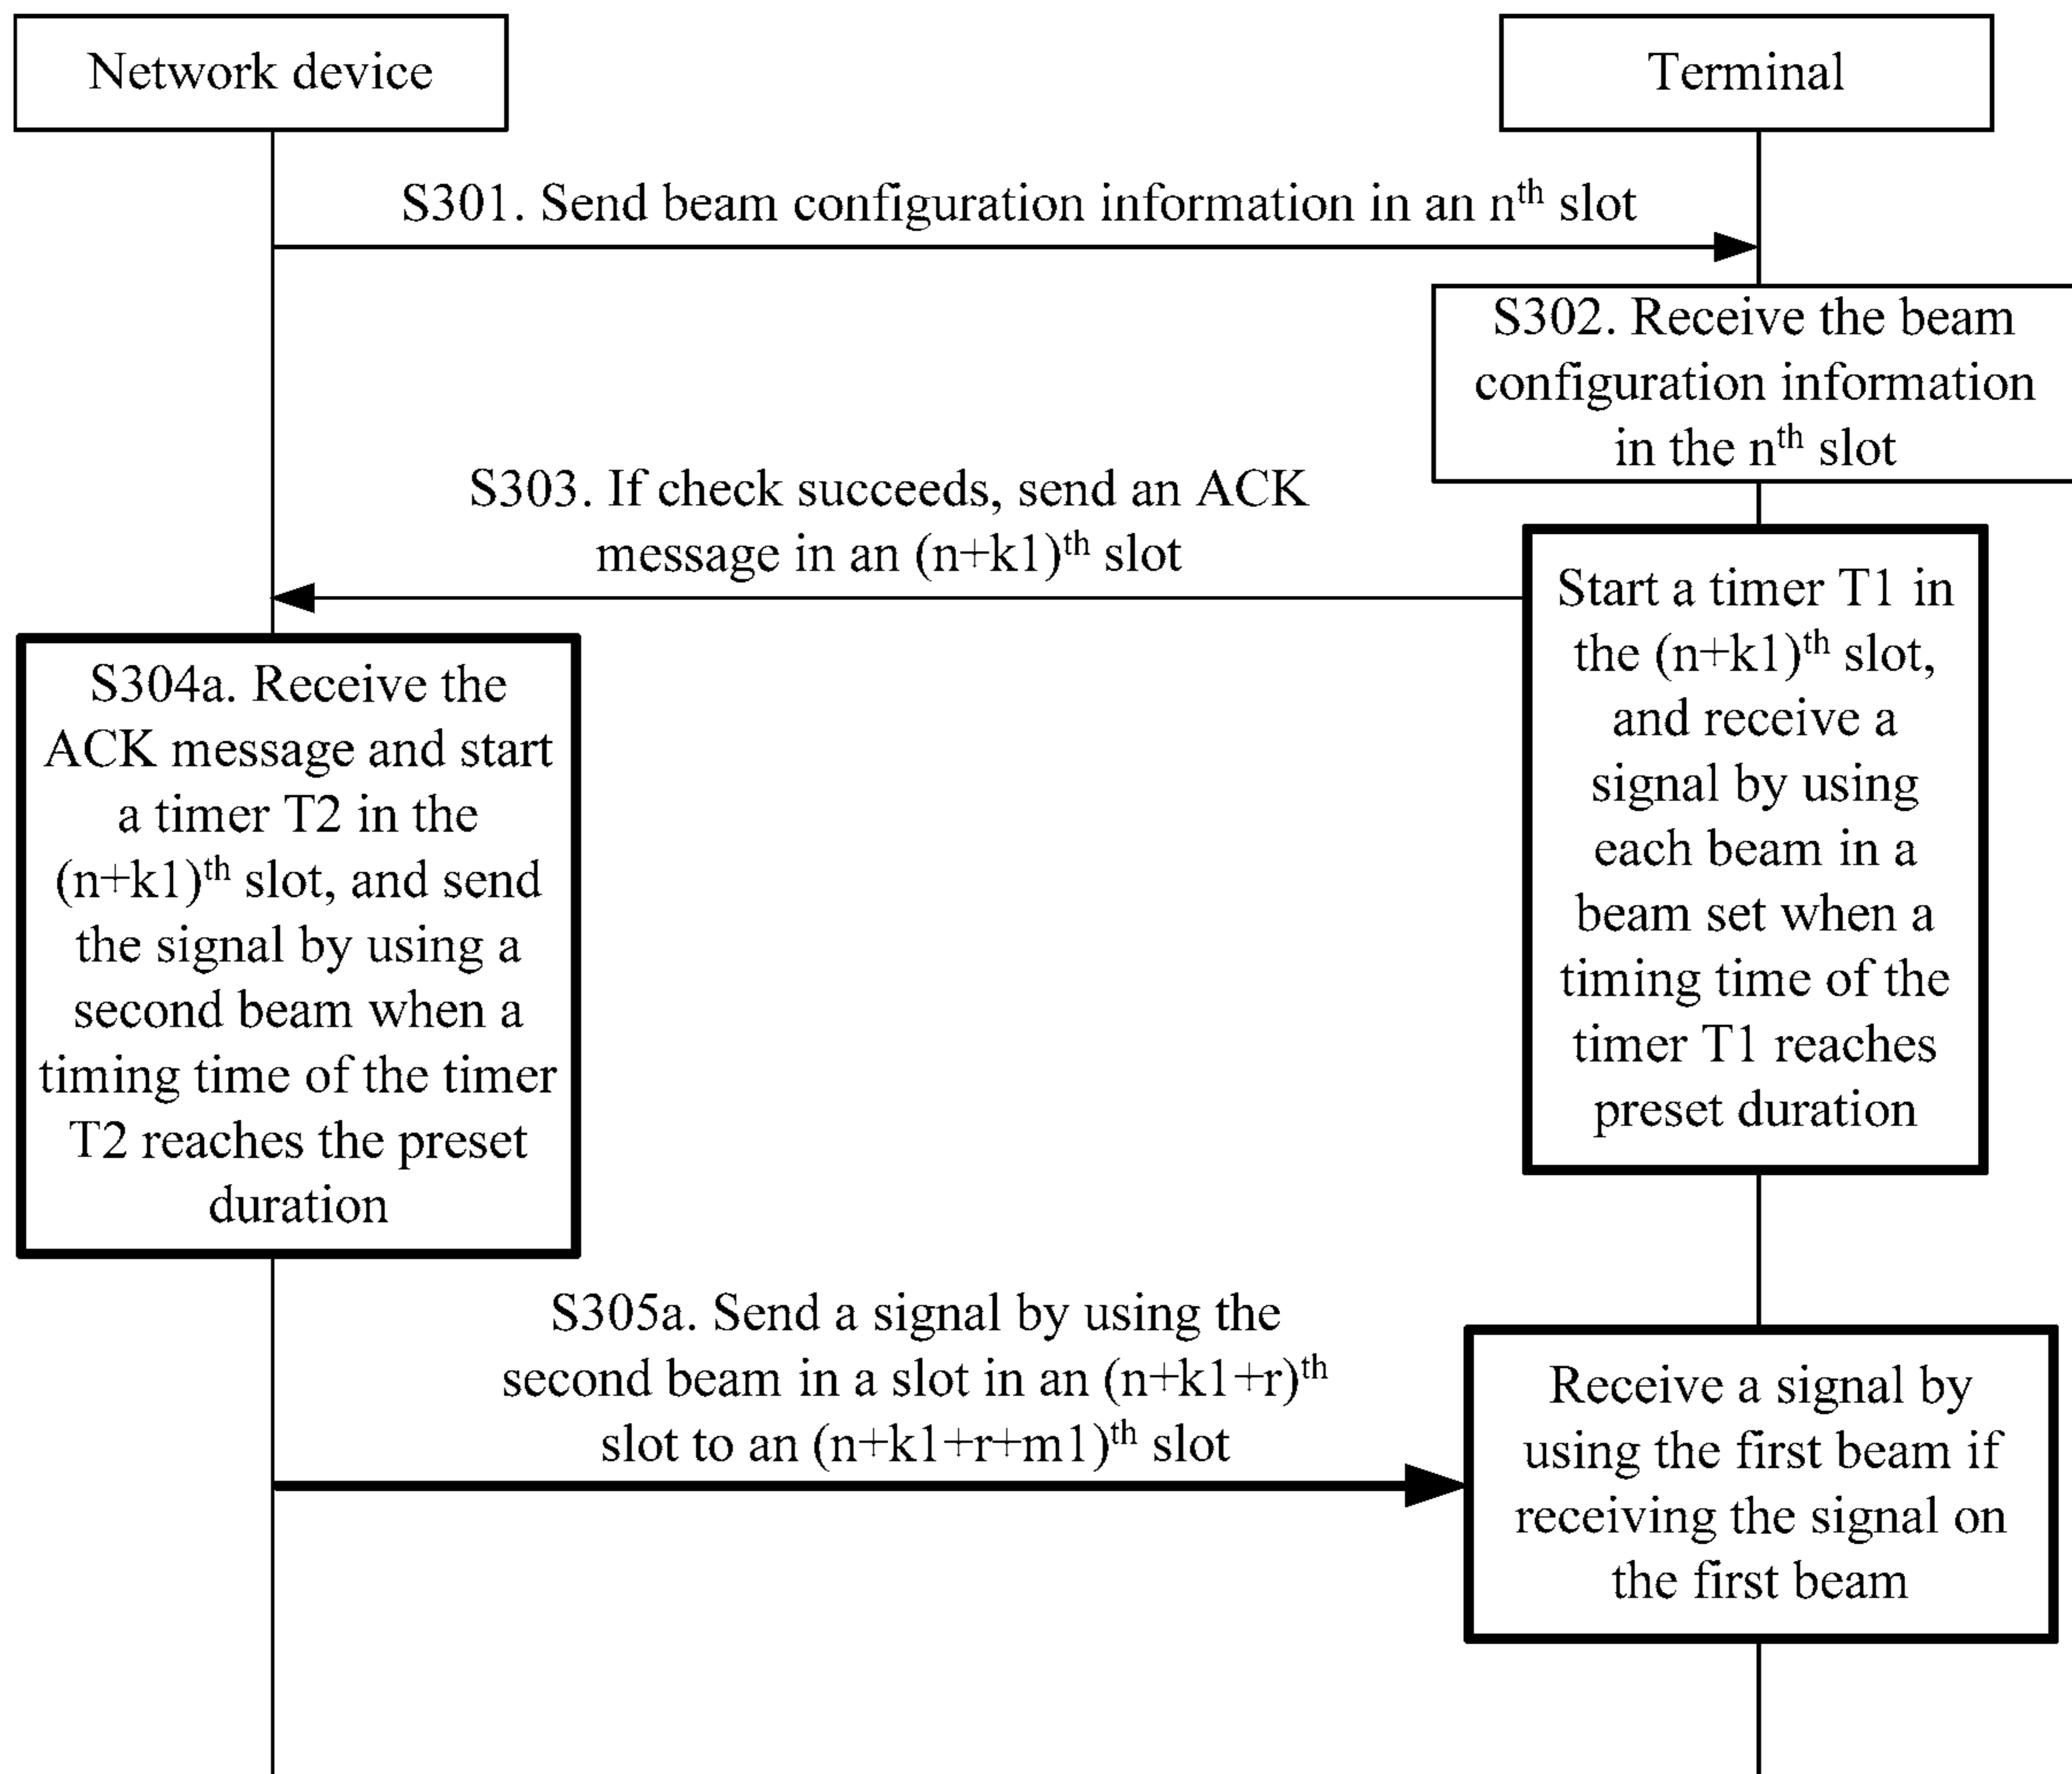 Network device
Terminal
S301. Send beam configuration information in an nth slot
S302. Receive the beam
configuration information
in the nth slot
S303. If check succeeds, send an ACK
message in an (n+k1)th slot
Start a timer T1 in
the (n+k1)th slot,
and receive a
signal by using
each beam in a
beam set when a
timing time of the
timer T1 reaches
preset duration
S304a. Receive the
ACK message and start
a timer T2 in the
(n+k1)th slot, and send
the signal by using a
second beam when a
timing time of the timer
T2 reaches the preset
duration
S305a. Send a signal by using the
second beam in a slot in an (n+k1+r)th
slot to an (n+k1+r+m1)th slot
Receive a signal by
using the first beam if
receiving the signal on
the first beam